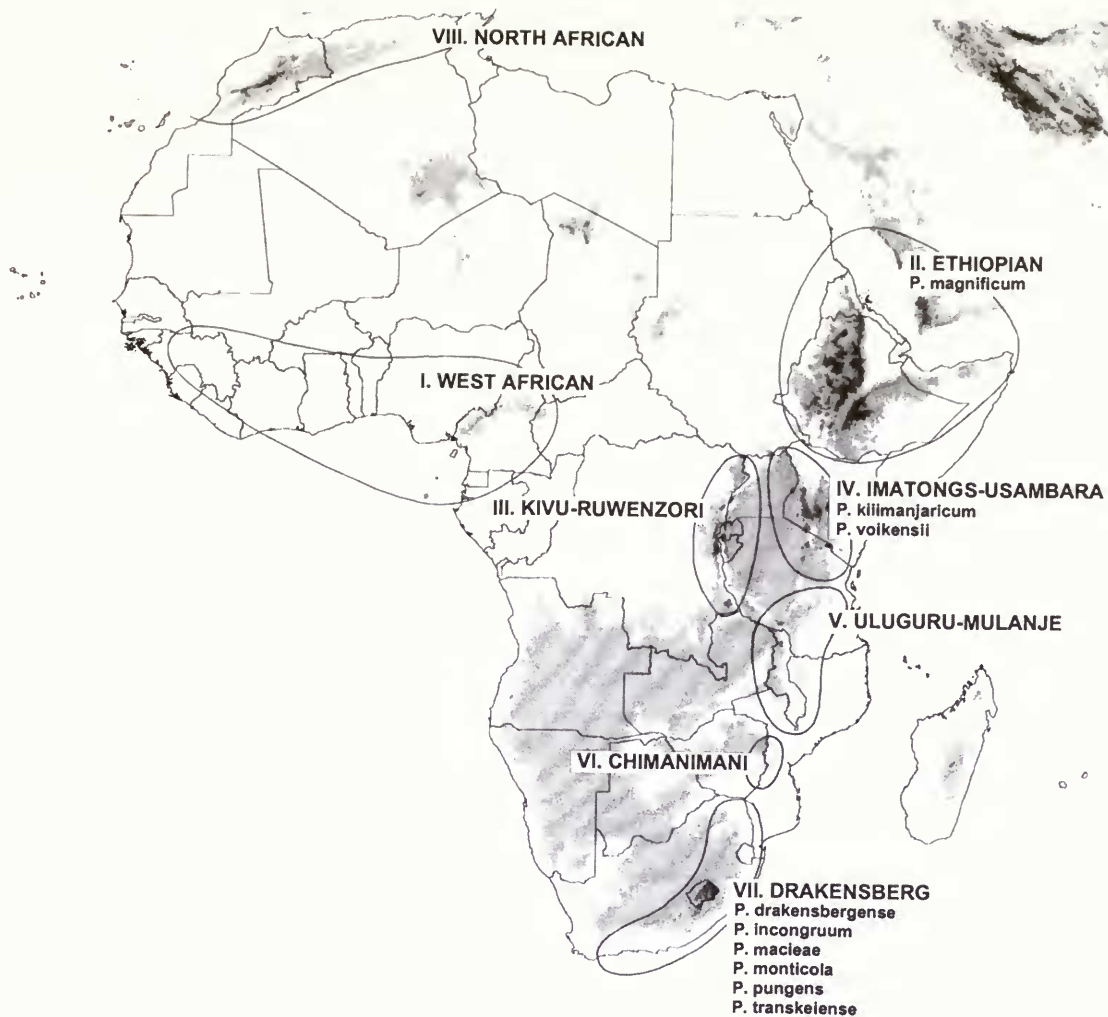 VIII. NORTH AFRICAN
II. ETHIOPIAN
P. magnificum
I. WEST AFRICAN
III. KIVU-RUWENZORI
IV. IMATONGS-USAMBARA
P. kilimanjaricum
P. volkensii
V. ULUGURU-MULANJE
VI. CHIMANIMANI
VII. DRAKENSBERG
P. drakensbergense
P. incongruum
P. macleae
P. monticola
P. pungens
P. transkeiense